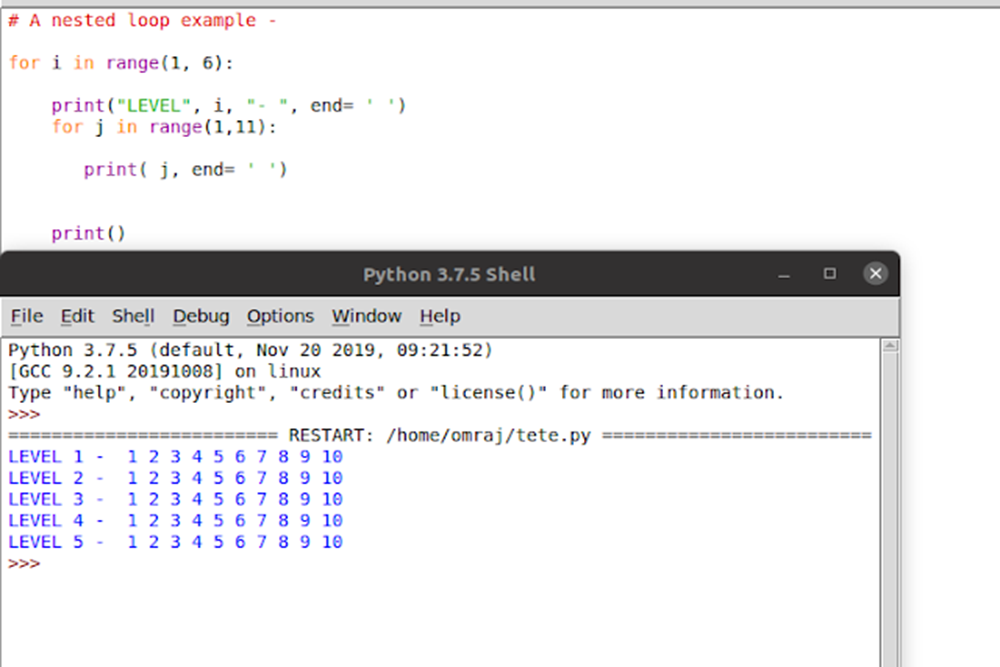 # A nested loop example -
for i in range(1, 6):
print("LEVEL", i, "- ", end= ' ')
for j in range(1,11):
print( j, end= ' ')
print()
Python 3.7.5 Shell
File Edit Shell Debug Options Window Help
Python 3.7.5 (default, Nov 20 2019, 09:21:52)
[GCC 9.2.1 20191008] on linux
Type "help", "copyright", "credits" or "license()" for more information.
>>>
========================= RESTART: /home/omraj/tete.py =========================
LEVEL 1 -  1 2 3 4 5 6 7 8 9 10
LEVEL 2 -  1 2 3 4 5 6 7 8 9 10
LEVEL 3 -  1 2 3 4 5 6 7 8 9 10
LEVEL 4 -  1 2 3 4 5 6 7 8 9 10
LEVEL 5 -  1 2 3 4 5 6 7 8 9 10
>>>